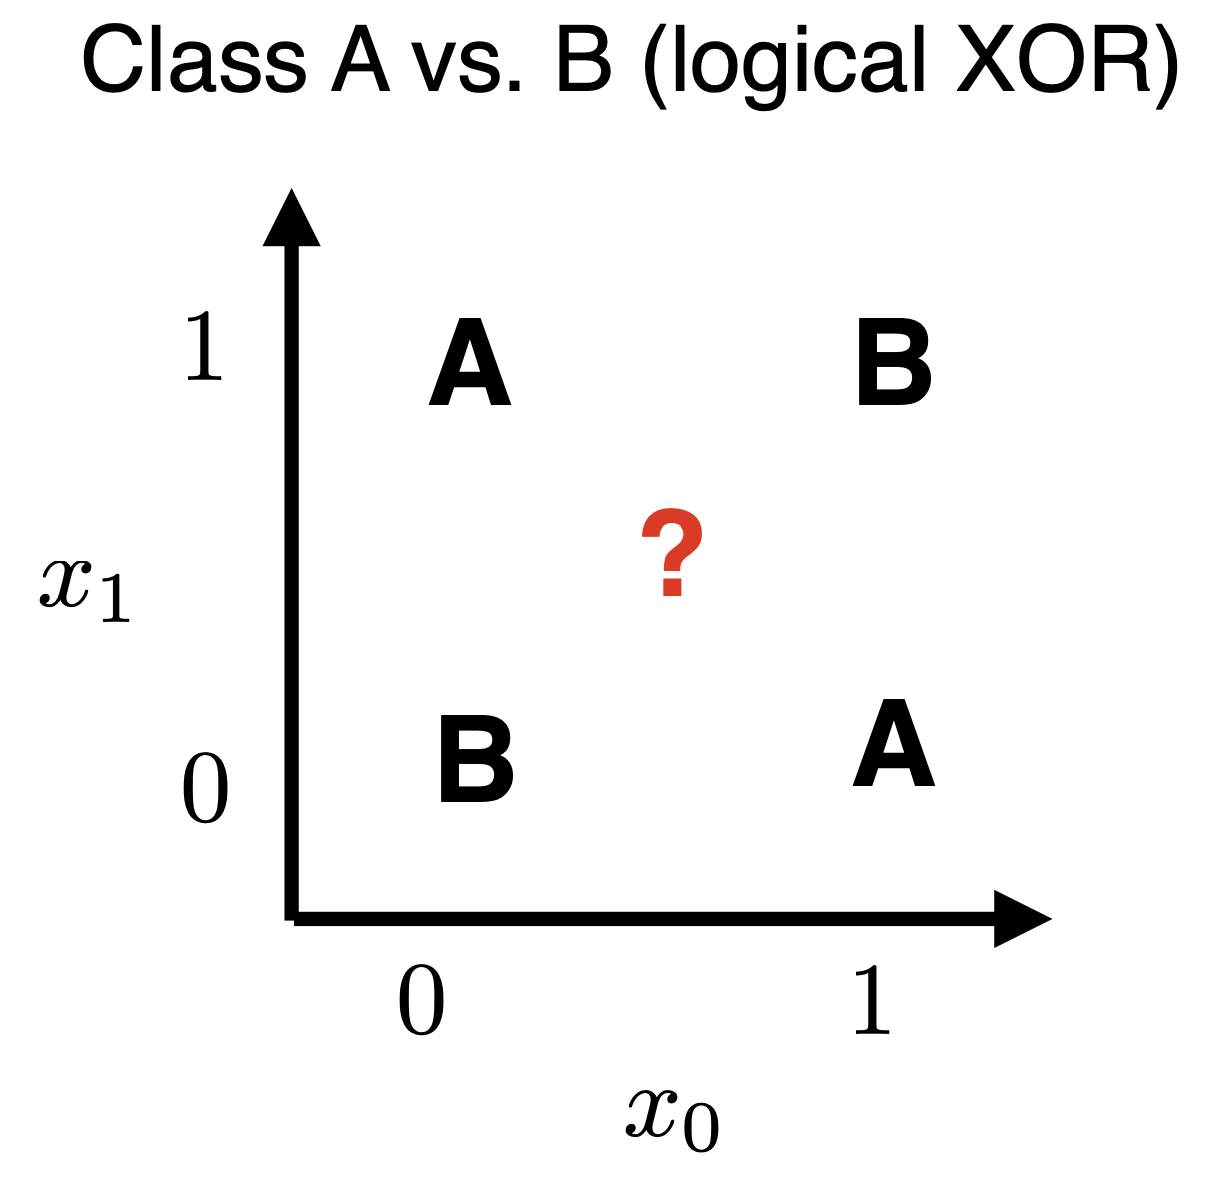 Class A vs. B (logical XOR)
1 A B
?
x₁
0 B A
0 1
x₀